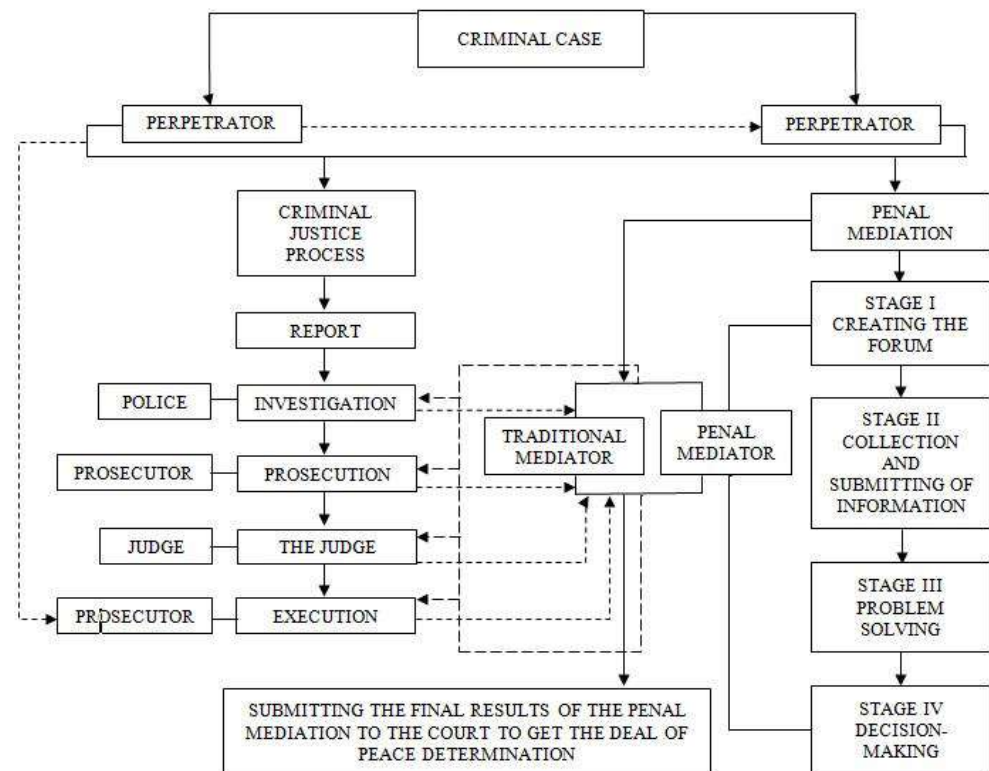 CRIMINAL CASE
PERPETRATOR
PERPETRATOR
CRIMINAL
JUSTICE
PROCESS
PENAL
MEDIATION
REPORT
STAGE I
CREATING THE
FORUM
POLICE
INVESTIGATION
TRADITIONAL
MEDIATOR
PENAL
MEDIATOR
STAGE II
COLLECTION
AND
SUBMITTING OF
INFORMATION
PROSECUTOR
PROSECUTION
JUDGE
THE JUDGE
STAGE III
PROBLEM
SOLVING
PROSECUTOR
EXECUTION
SUBMITTING THE FINAL RESULTS OF THE PENAL
MEDIATION TO THE COURT TO GET THE DEAL OF
PEACE DETERMINATION
STAGE IV
DECISION-
MAKING